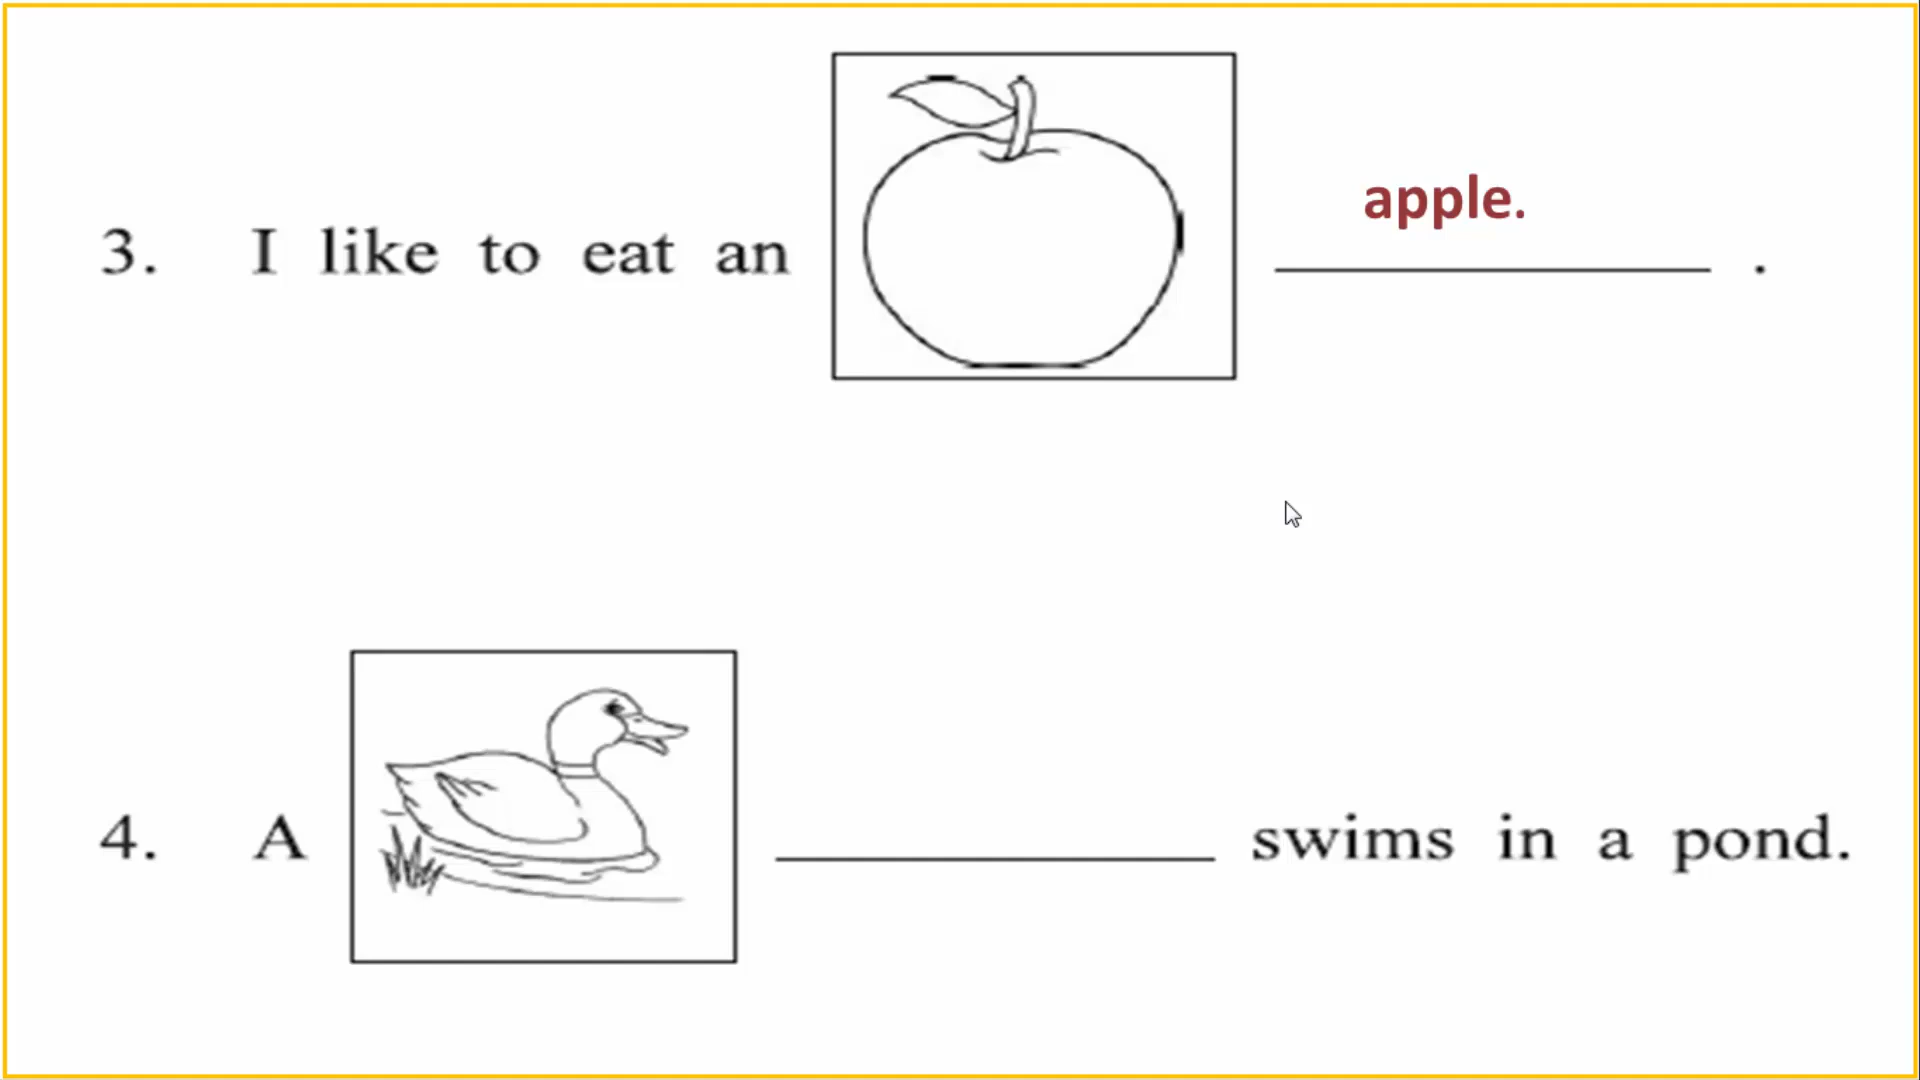 3. I like to eat an apple. .
4. A swims in a pond.